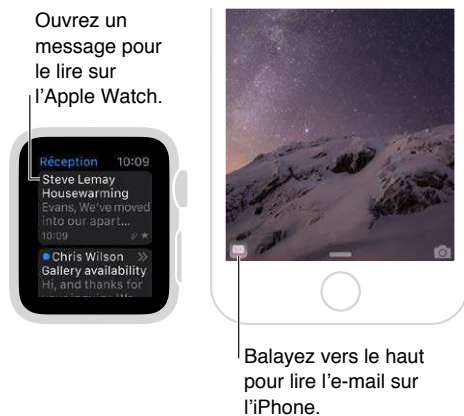 Ouvrez un
message pour
le lire sur
l'Apple Watch.
Réception 10:09
Steve Lemay
Housewarming
Evans, We've moved
into our apart...
10:09
Chris Wilson
Gallery availability
Hi, and thanks for
Balayez vers le haut
pour lire l'e-mail sur
l'iPhone.